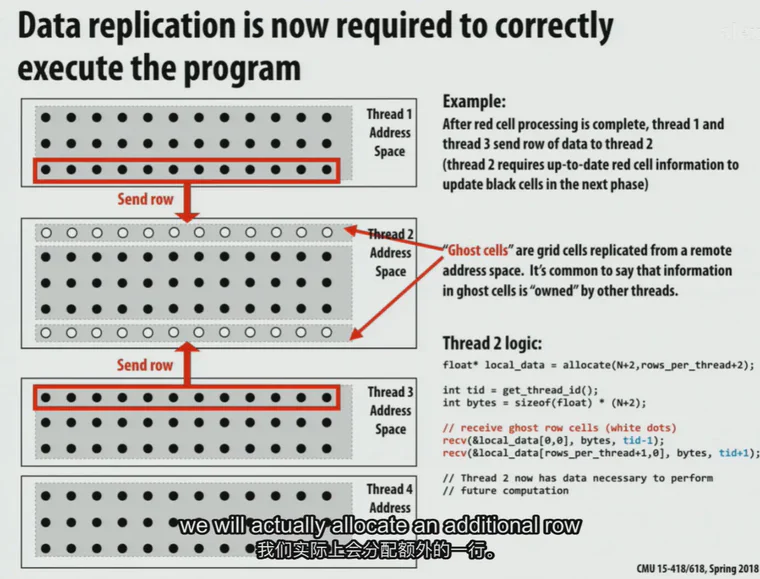 Data replication is now required to correctly
execute the program
Thread 1
Address
Space
Send row
Thread 2
Address
Space
Send row
Thread 3
Address
Space
Thread 4
Address
Example:
After red cell processing is complete, thread 1 and
thread 3 send row of data to thread 2
(thread 2 requires up-to-date red cell information to
update black cells in the next phase)
“Ghost cells” are grid cells replicated from a remote
address space. It’s common to say that information
in ghost cells is “owned” by other threads.
Thread 2 logic:
float* local_data = allocate(N+2,rows_per_thread+2);
int tid = get_thread_id();
int bytes = sizeof(float) * (N+2);
// receive ghost row cells (white dots)
recv(&local_data[0,0], bytes, tid-1);
recv(&local_data[rows_per_thread+1,0], bytes, tid+1);
// Thread 2 now has data necessary to perform
// future computation
we will actually allocate an additional row
我们实际上会分配额外的一行。
CMU 15-418/618, Spring 2018